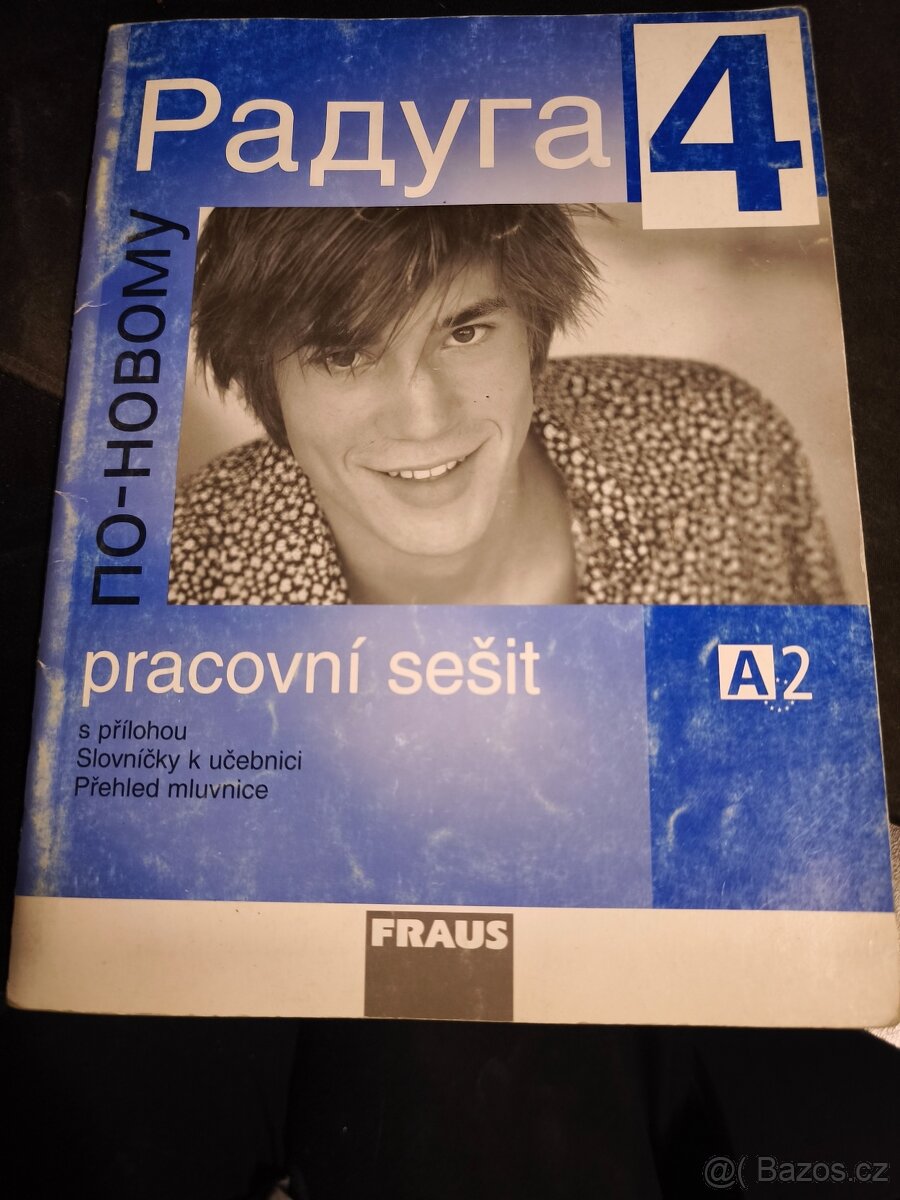 Радуга 4
по-новому
pracovní sešit
A2
s přílohou
Slovníčky k učebnici
Přehled mluvnice
FRAUS
@( Bazos.cz